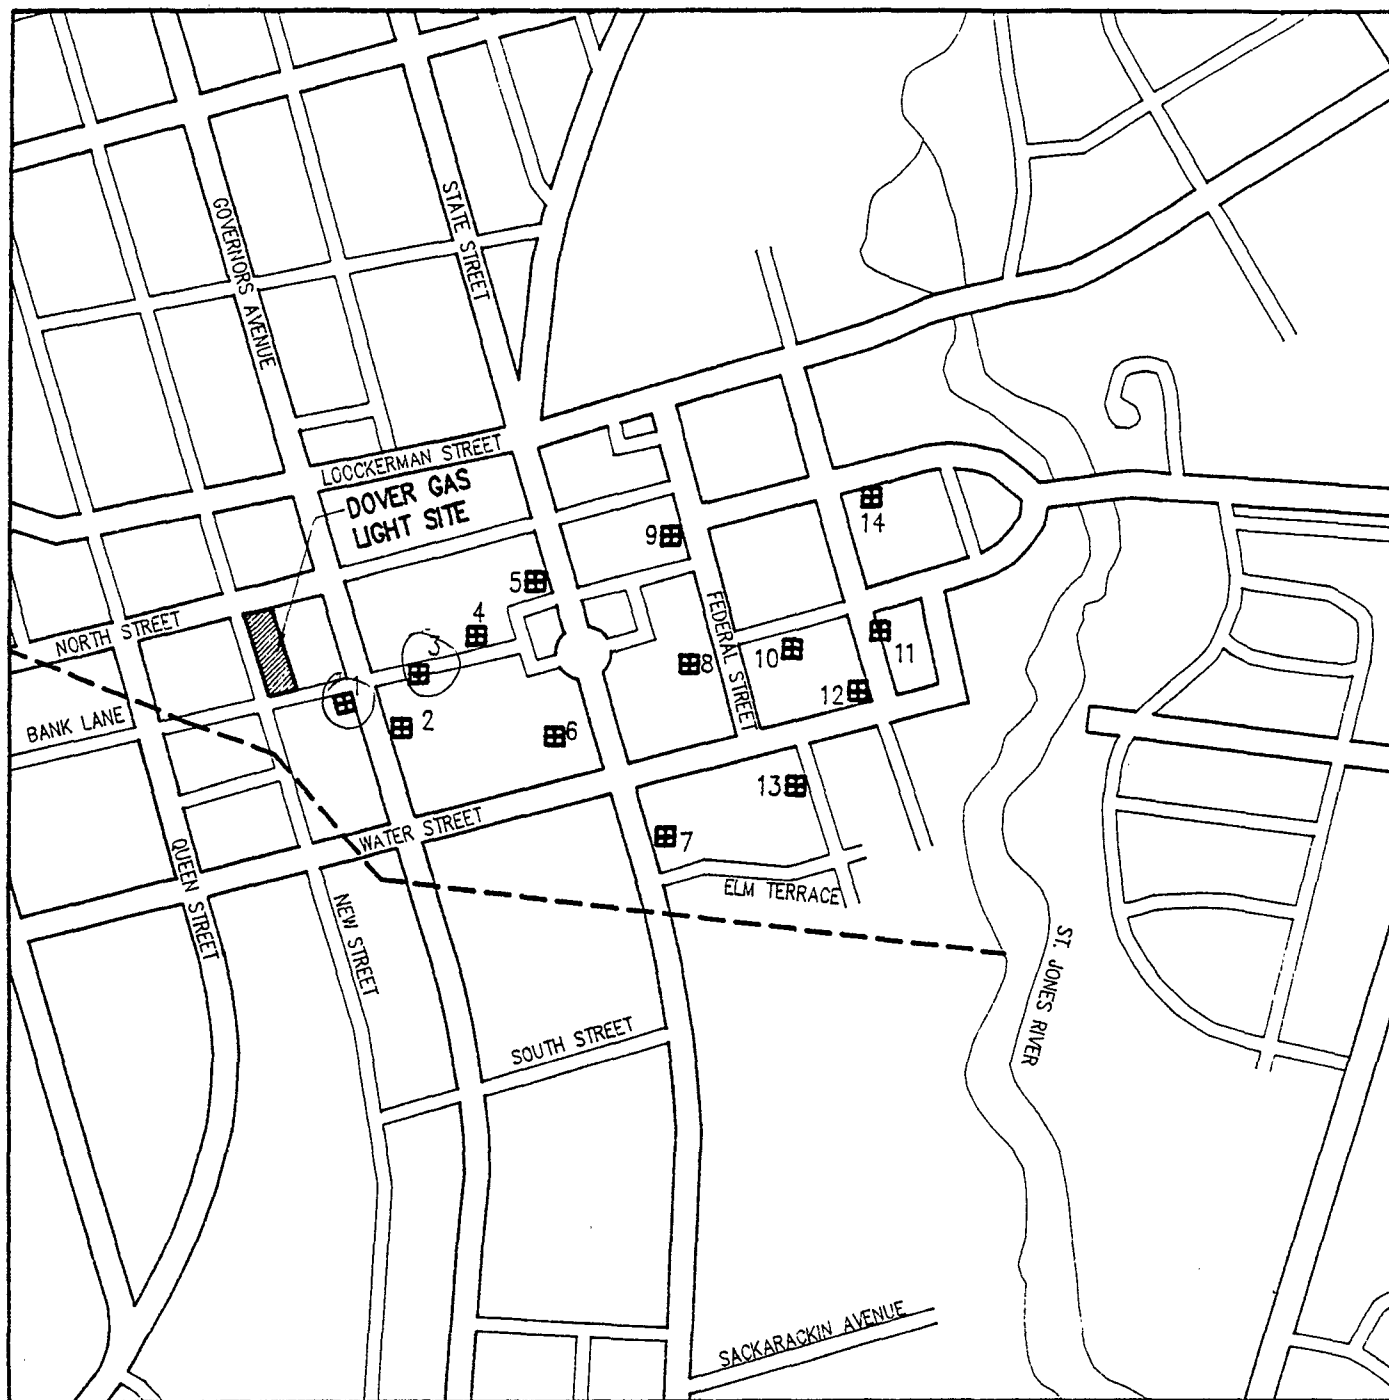 GOVERNORS AVENUE
STATE STREET
LOOCKERMAN STREET
DOVER GAS
LIGHT SITE
14
9
5
FEDERAL STREET
4
NORTH STREET
3
10
11
8
1
12
BANK LANE
2
6
13
WATER STREET
7
QUEEN STREET
ELM TERRACE
NEW STREET
ST. JONES RIVER
SOUTH STREET
SACKARACKIN AVENUE